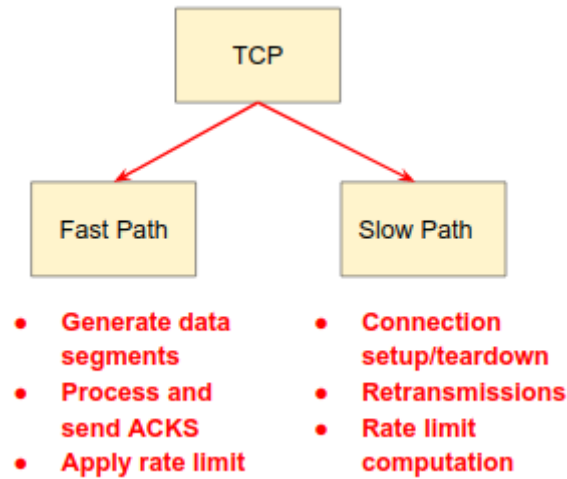 TCP
Fast Path
Slow Path
● Generate data
segments
● Process and
send ACKS
● Apply rate limit
● Connection
setup/teardown
● Retransmissions
● Rate limit
computation